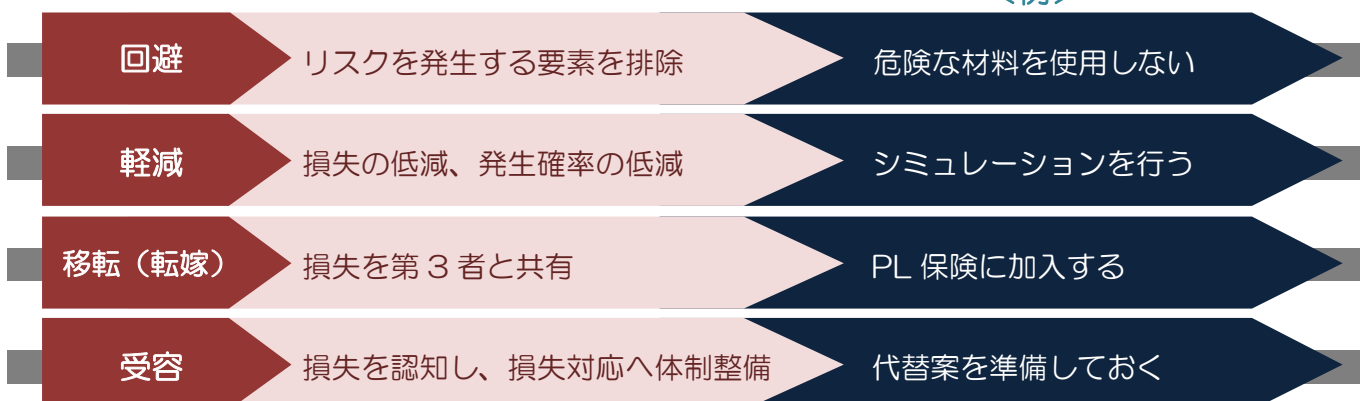 〈例〉
回避 リスクを発生する要素を排除 危険な材料を使用しない
軽減 損失の低減、発生確率の低減 シミュレーションを行う
移転（転嫁） 損失を第３者と共有 PL 保険に加入する
受容 損失を認知し、損失対応へ体制整備 代替案を準備しておく